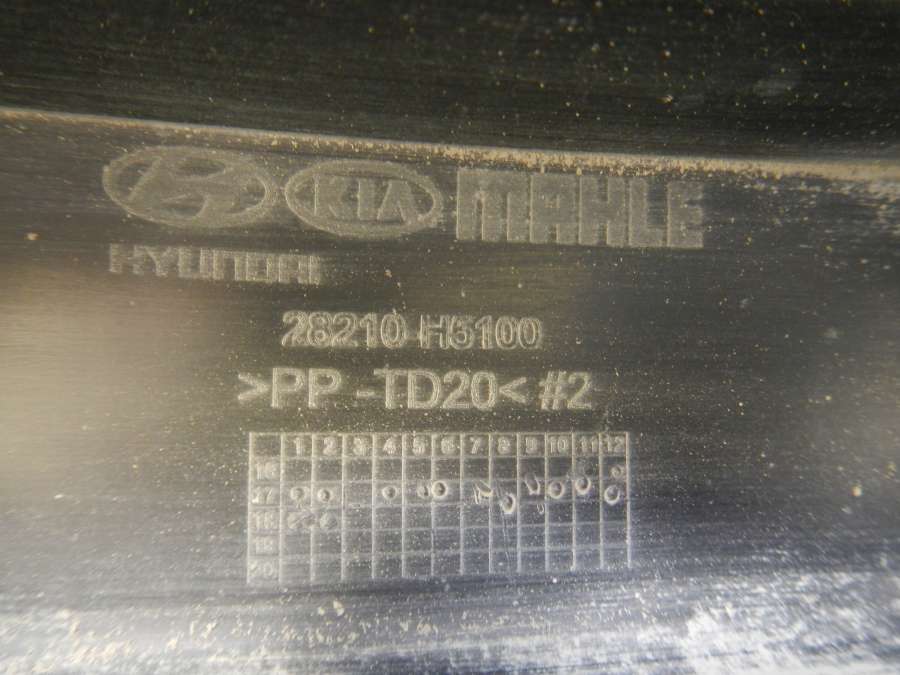 KIA MAHLE
HYUNDAI
28210-H5100
>PP -TD20< #2
1 2 3 4 5 6 7 8 9 10 11 12
16
17
18
19
20